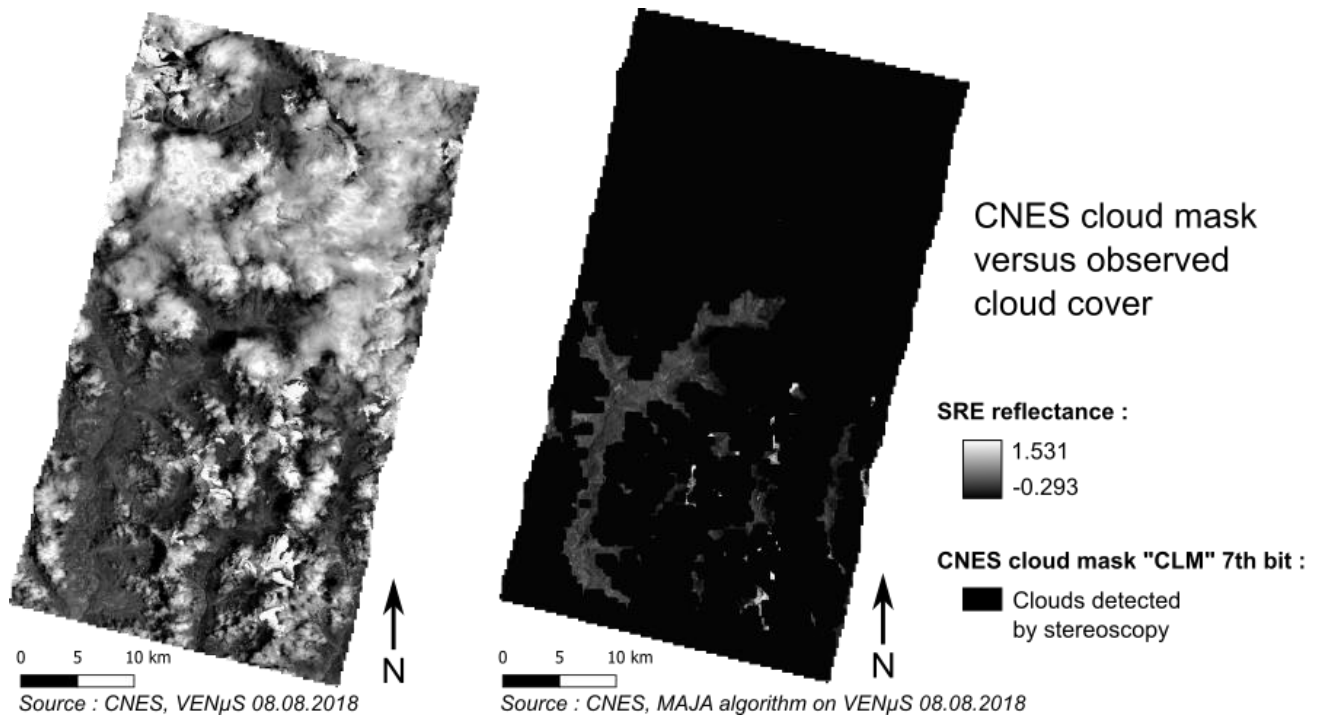 CNES cloud mask
versus observed
cloud cover
SRE reflectance :
1.531
-0.293
CNES cloud mask "CLM" 7th bit :
Clouds detected
by stereoscopy
0 5 10 km
N
Source : CNES, VENμS 08.08.2018
0 5 10 km
N
Source : CNES, MAJA algorithm on VENμS 08.08.2018